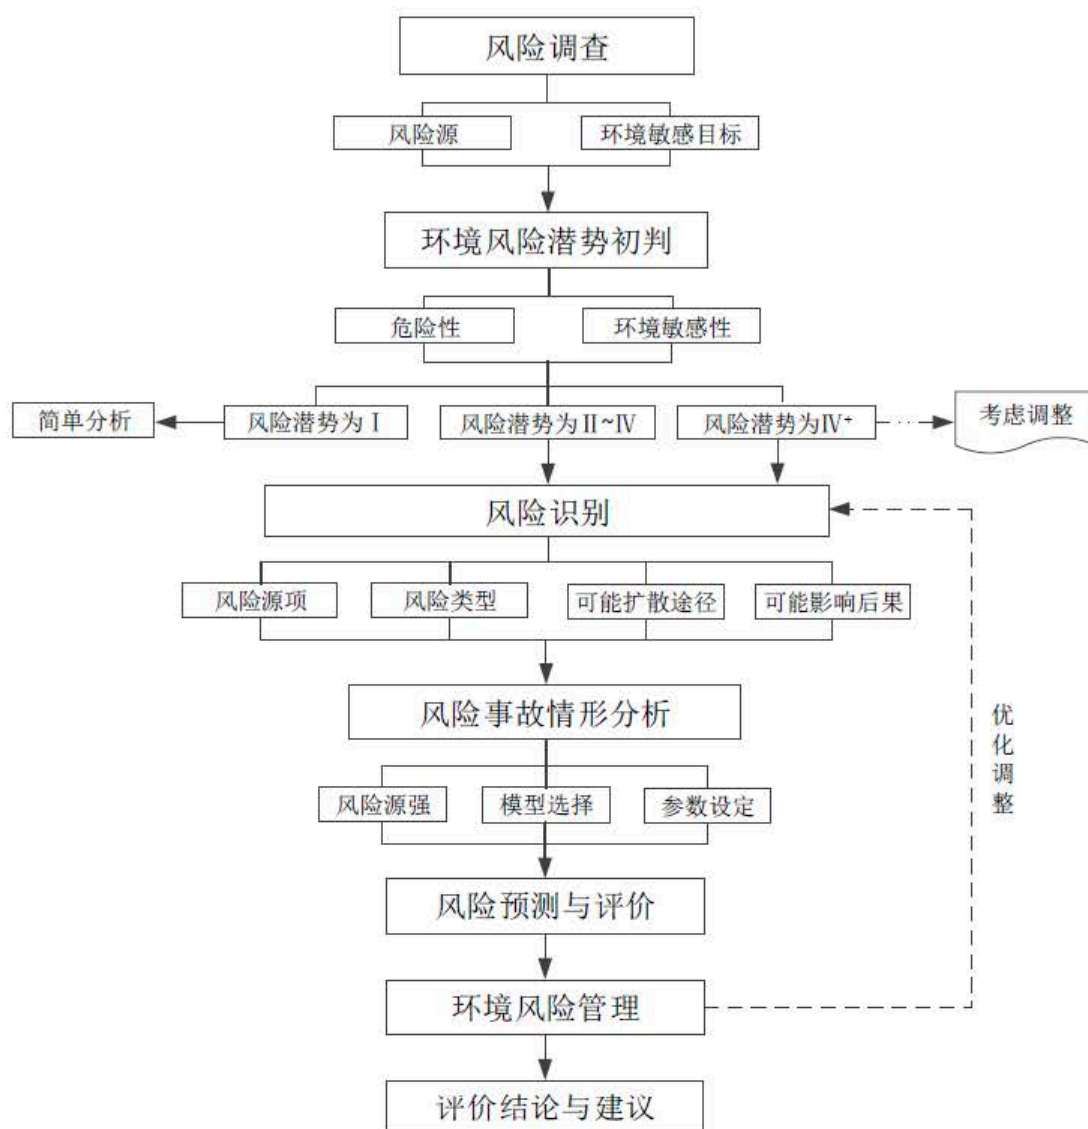 风险调查
风险源
环境敏感目标
环境风险潜势初判
危险性
环境敏感性
简单分析
风险潜势为Ⅰ
风险潜势为Ⅱ~Ⅳ
风险潜势为Ⅳ+
考虑调整
风险识别
风险源项
风险类型
可能扩散途径
可能影响后果
风险事故情形分析
优化调整
风险源强
模型选择
参数设定
风险预测与评价
环境风险管理
评价结论与建议